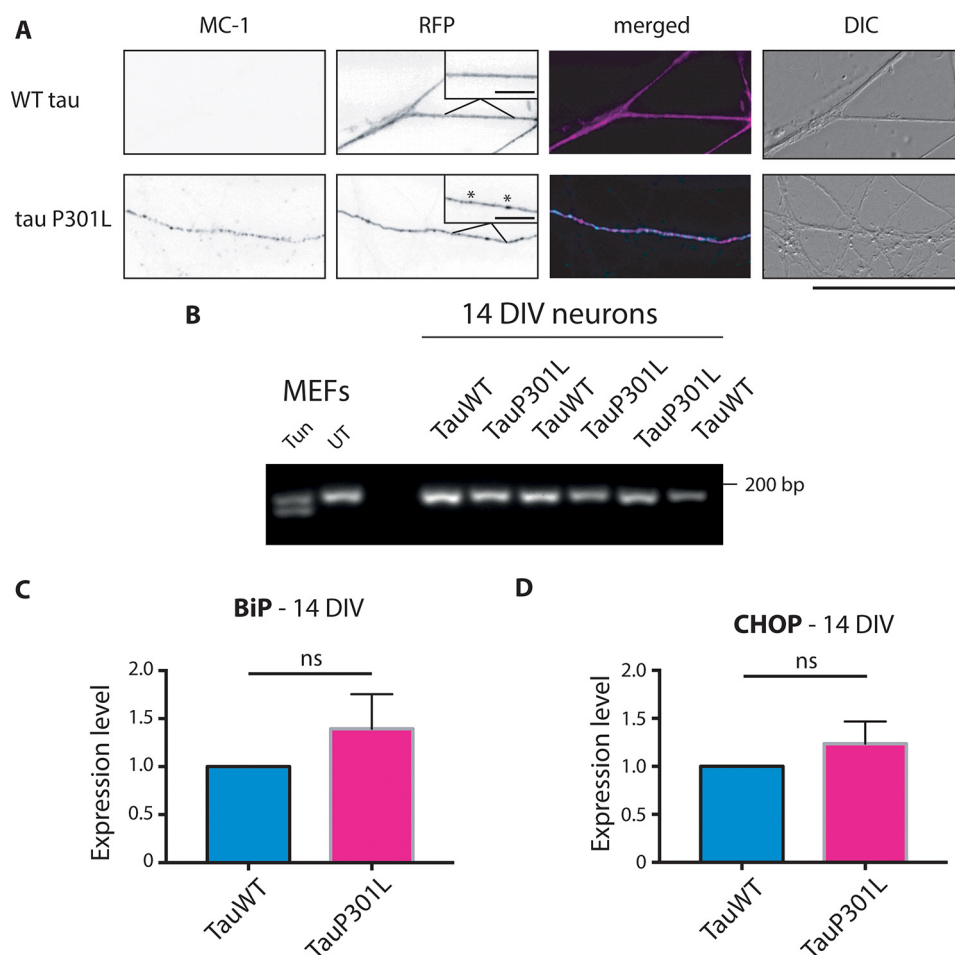 A
MC-1 RFP merged DIC
WT tau
* *
tau P301L
B
14 DIV neurons
MEFs
Tun UT TauWT TauP301L TauWT TauP301L TauP301L TauWT
200 bp
C
BiP - 14 DIV
ns
Expression level
2.0
1.5
1.0
0.5
0
TauWT TauP301L
D
CHOP - 14 DIV
ns
Expression level
2.0
1.5
1.0
0.5
0
TauWT TauP301L